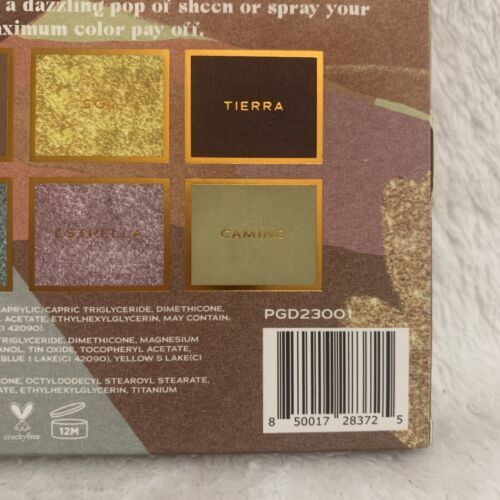 a dazzling pop of sheen or spray your
aximum color pay off.
SOL
TIERRA
ESTRELLA
CAMINO
CAPRYLIC/CAPRIC TRIGLYCERIDE, DIMETHICONE,
ACETATE, ETHYLHEXYLGLYCERIN, MAY CONTAIN:
CI 42090).
TRIGLYCERIDE, DIMETHICONE, MAGNESIUM
ANOL, TIN OXIDE, TOCOPHERYL ACETATE,
BLUE 1 LAKE(CI 42090), YELLOW 5 LAKE(CI
ONE, OCTYLDODECYL STEAROYL STEARATE,
ATE, ETHYLHEXYLGLYCERIN, TITANIUM
PGD23001
crueltyfree
12M
8 50017 28372 5